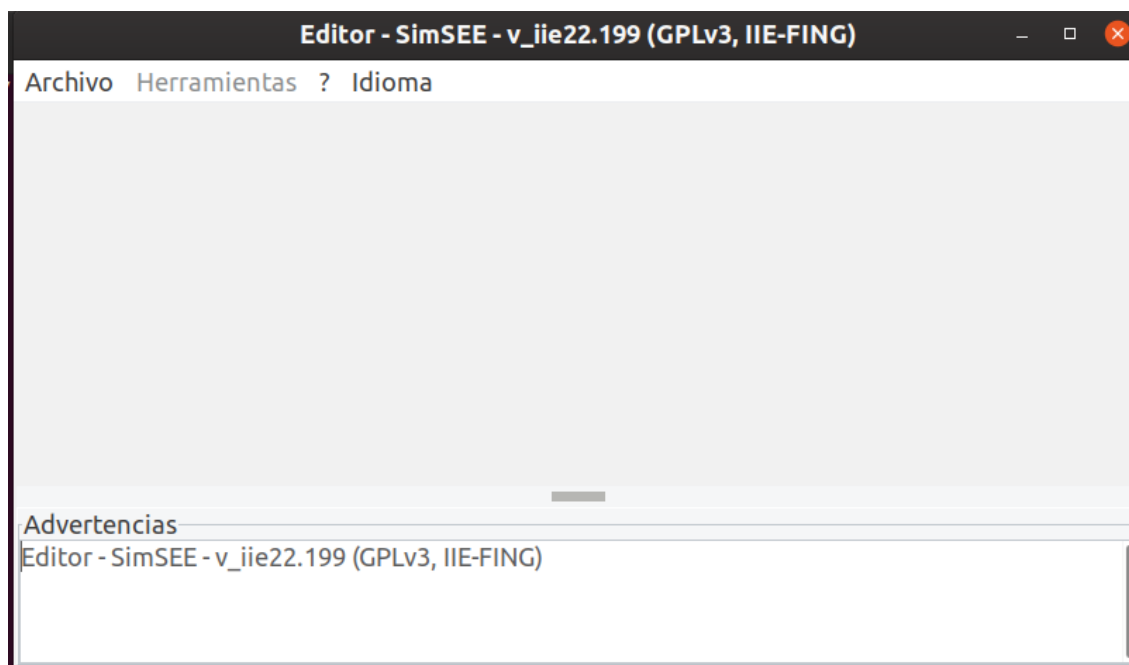 Editor - SimSEE - v_iie22.199 (GPLv3, IIE-FING)
Archivo Herramientas ? Idioma
Advertencias
Editor - SimSEE - v_iie22.199 (GPLv3, IIE-FING)